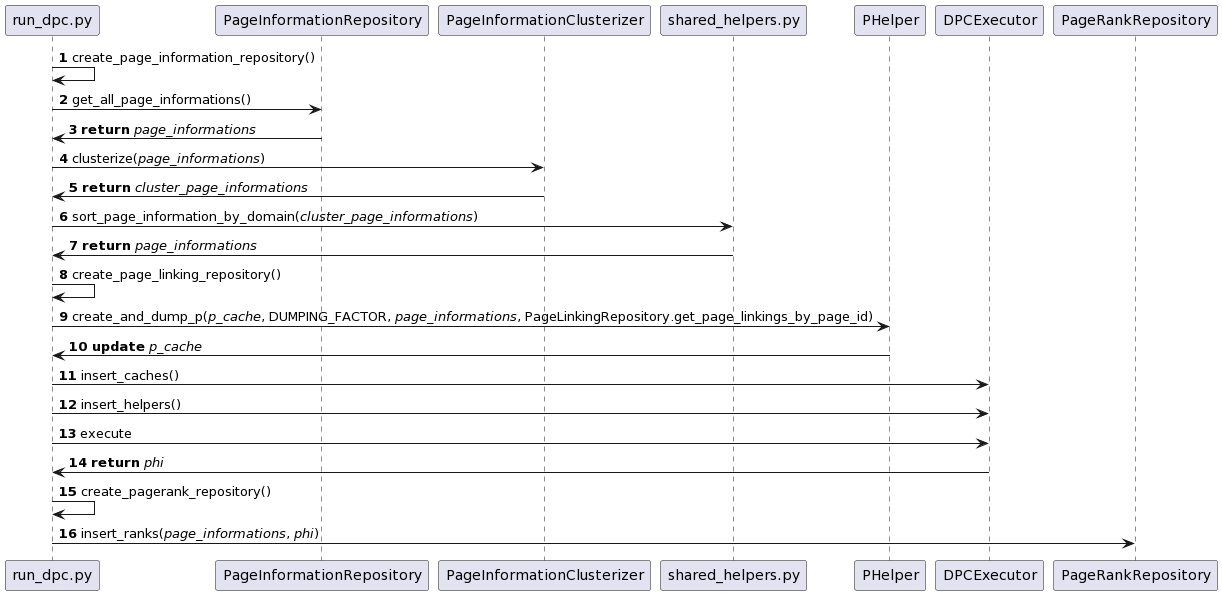 run_dpc.py PageInformationRepository PageInformationClusterizer shared_helpers.py PHelper DPCExecutor PageRankRepository
1 create_page_information_repository()
2 get_all_page_informations()
3 return page_informations
4 clusterize(page_informations)
5 return cluster_page_informations
6 sort_page_information_by_domain(cluster_page_informations)
7 return page_informations
8 create_page_linking_repository()
9 create_and_dump_p(p_cache, DUMPING_FACTOR, page_informations, PageLinkingRepository.get_page_linkings_by_page_id)
10 update p_cache
11 insert_caches()
12 insert_helpers()
13 execute
14 return phi
15 create_pagerank_repository()
16 insert_ranks(page_informations, phi)
run_dpc.py PageInformationRepository PageInformationClusterizer shared_helpers.py PHelper DPCExecutor PageRankRepository